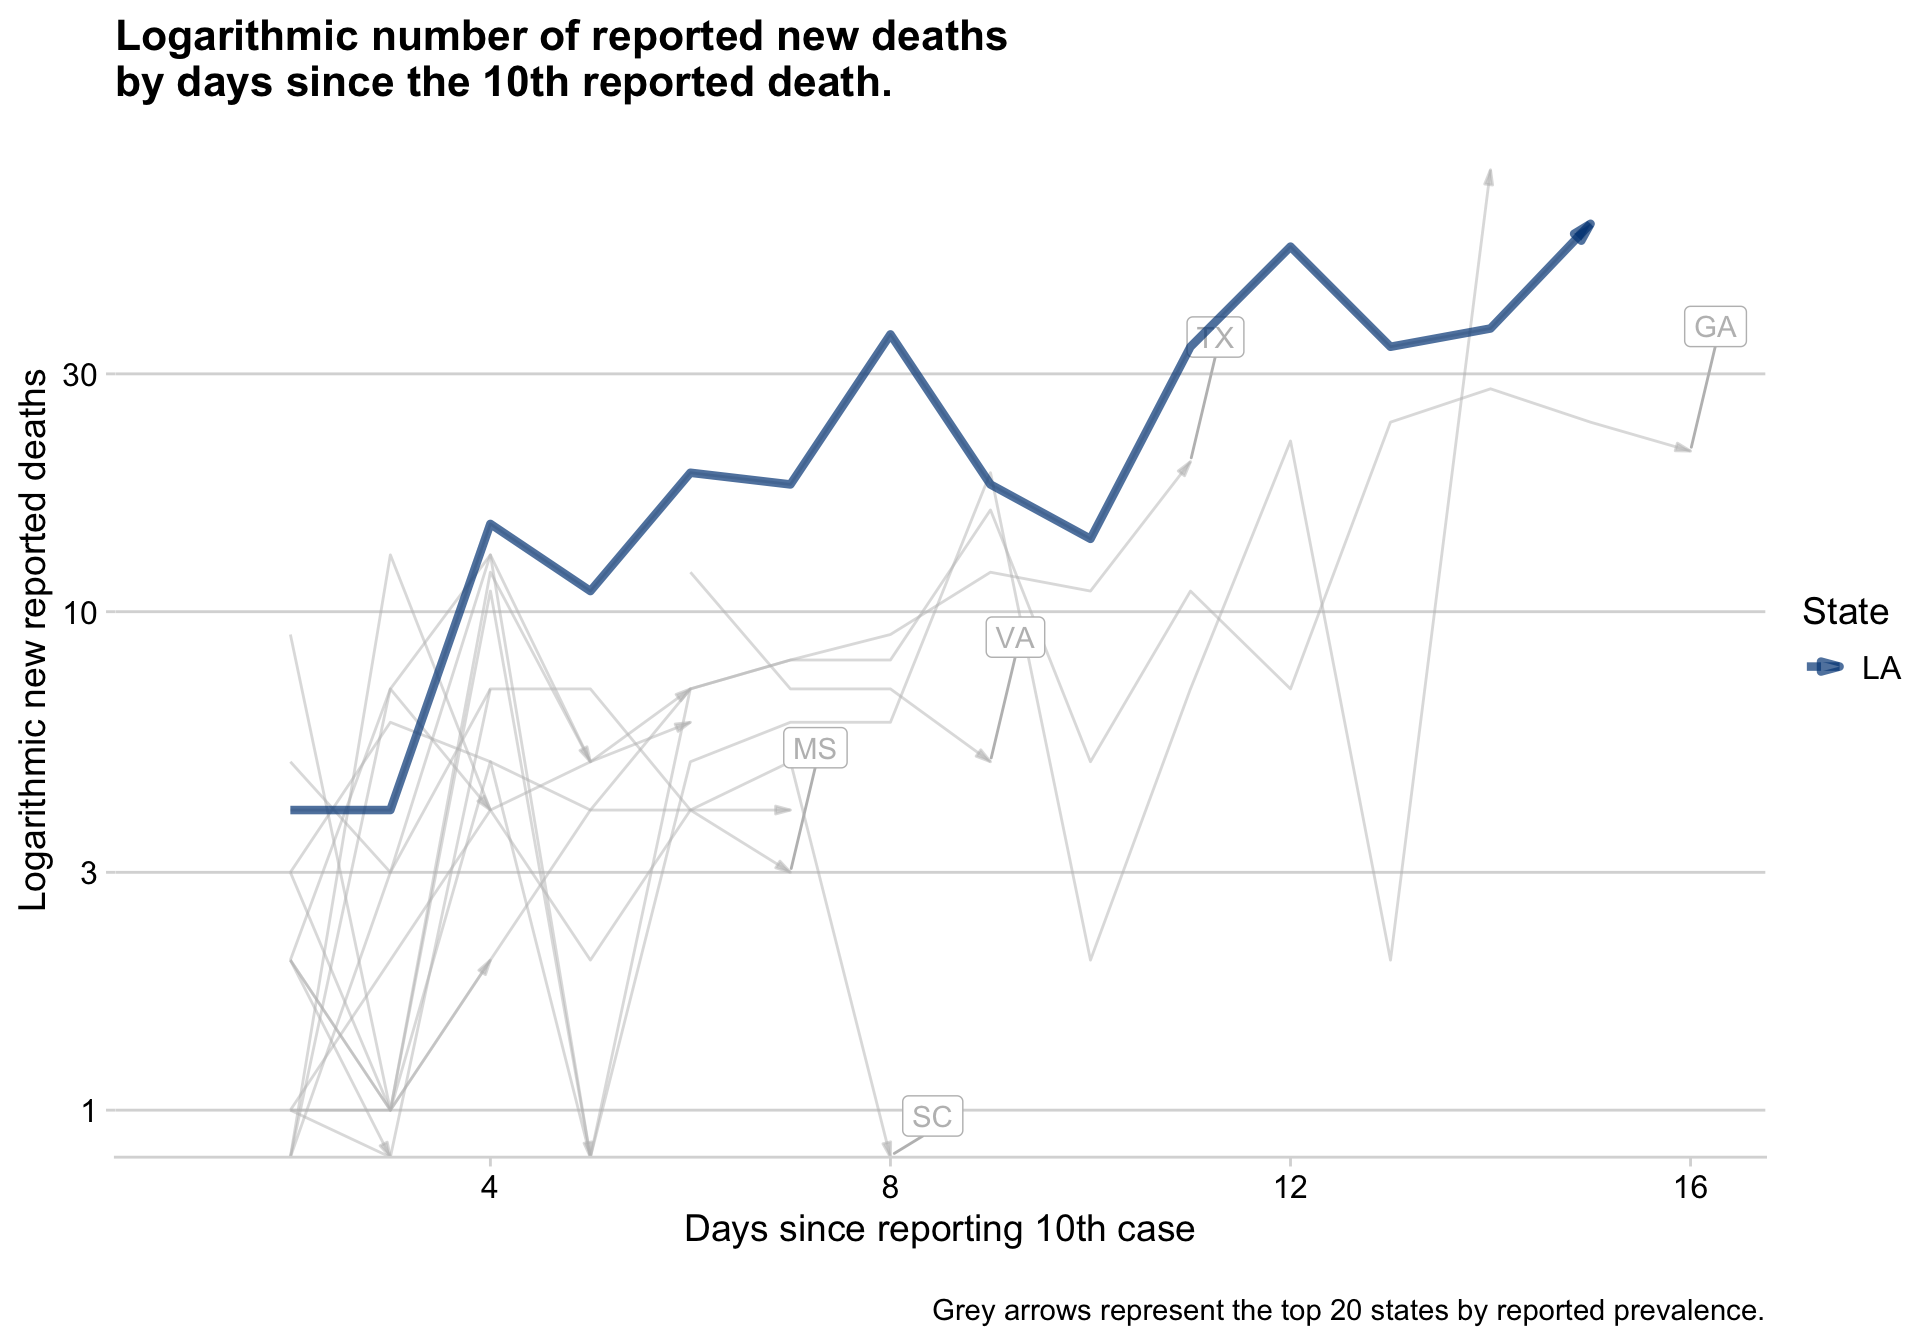 Logarithmic number of reported new deaths
by days since the 10th reported death.
Logarithmic new reported deaths
30
10
3
1
TX
GA
VA
MS
SC
State
LA
4
8
12
16
Days since reporting 10th case
Grey arrows represent the top 20 states by reported prevalence.